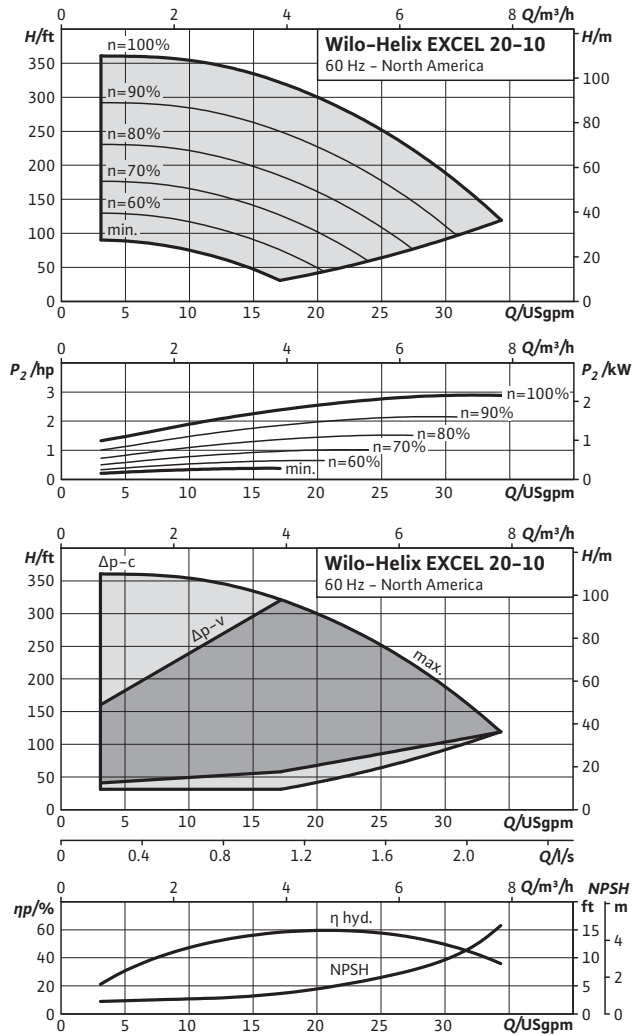 0 2 4 6 8 Q/m³/h
H/ft
H/m
Wilo-Helix EXCEL 20-10
60 Hz - North America
n=100%
n=90%
n=80%
n=70%
n=60%
min.
350
300
250
200
150
100
50
0
100
80
60
40
20
0
0 5 10 15 20 25 30 Q/USgpm
0 2 4 6 8 Q/m³/h
P₂/hp
P₂/kW
3
2
1
0
2
1
0
n=100%
n=90%
n=80%
n=70%
n=60%
min.
0 5 10 15 20 25 30 Q/USgpm
0 2 4 6 8 Q/m³/h
H/ft
H/m
Δp-c
Wilo-Helix EXCEL 20-10
60 Hz - North America
Δp-v
max.
350
300
250
200
150
100
50
0
100
80
60
40
20
0
0 5 10 15 20 25 30 Q/USgpm
0 0.4 0.8 1.2 1.6 2.0 Q/l/s
0 2 4 6 8 Q/m³/h
NPSH
ηp/%
ft m
60
40
20
0
15
10
5
0
4
2
0
η hyd.
NPSH
0 5 10 15 20 25 30 Q/USgpm